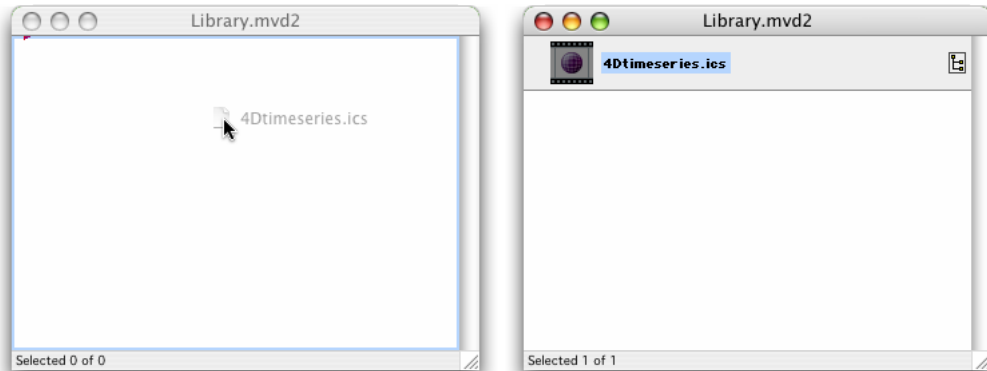 Library.mvd2
4Dtimeseries.ics
Selected 0 of 0
Library.mvd2
4Dtimeseries.ics
Selected 1 of 1